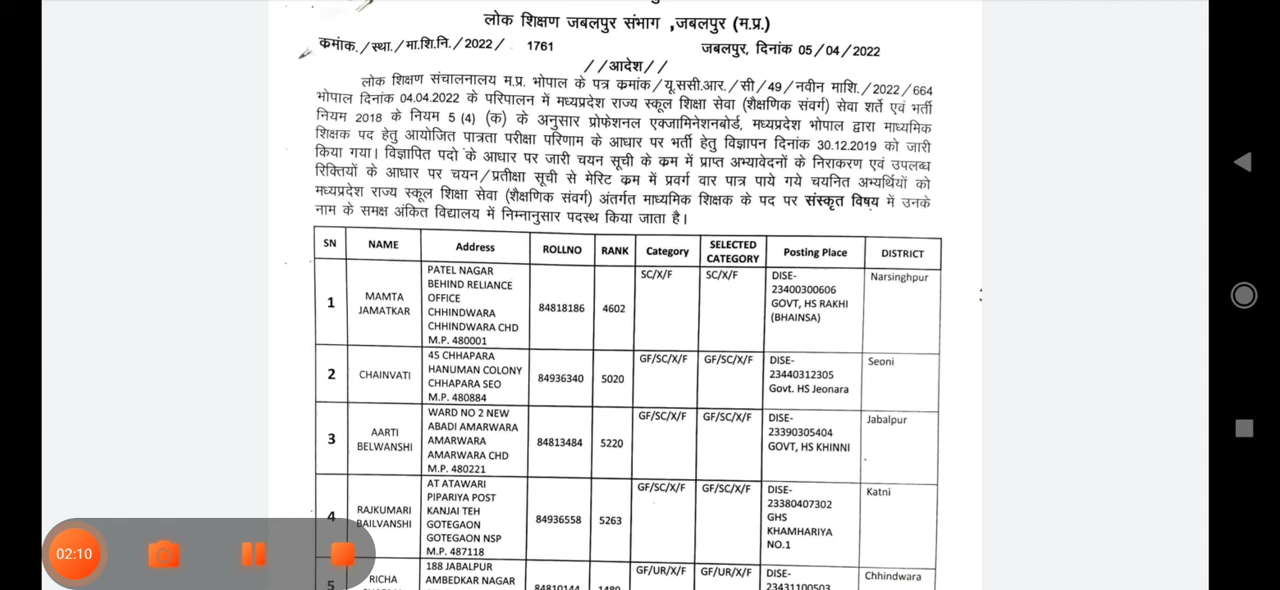 लोक शिक्षण जबलपुर संभाग ,जबलपुर (म.प्र.)
क्रमांक./स्था./मा.शि.नि./2022/ 1761 जबलपुर, दिनांक 05/04/2022
//आदेश//
लोक शिक्षण संचालनालय म.प्र. भोपाल के पत्र क्रमांक/यू.सी.आर./सी/49/नवीन माशि./2022/664
भोपाल दिनांक 04.04.2022 के परिपालन में मध्यप्रदेश राज्य स्कूल शिक्षा सेवा (शैक्षणिक संवर्ग) सेवा शर्ते एवं भर्ती
नियम 2018 के नियम 5 (4) (क) के अनुसार प्रोफेशनल एक्जामिनेशनबोर्ड, मध्यप्रदेश भोपाल द्वारा माध्यमिक
शिक्षक पद हेतु आयोजित पात्रता परीक्षा परिणाम के आधार पर भर्ती हेतु विज्ञापन दिनांक 30.12.2019 को जारी
किया गया। विज्ञापित पदो के आधार पर जारी चयन सूची के क्रम में प्राप्त अभ्यावेदनों के निराकरण एवं उपलब्ध
रिक्तियों के आधार पर चयन/प्रतीक्षा सूची से मेरिट क्रम में प्रवर्ग वार पात्र पाये गये चयनित अभ्यर्थियों को
मध्यप्रदेश राज्य स्कूल शिक्षा सेवा (शैक्षणिक संवर्ग) अंतर्गत माध्यमिक शिक्षक के पद पर संस्कृत विषय में उनके
नाम के समक्ष अंकित विद्यालय में निम्नानुसार पदस्थ किया जाता है।
SN NAME Address ROLLNO RANK Category SELECTED CATEGORY Posting Place DISTRICT
1 MAMTA JAMATKAR PATEL NAGAR BEHIND RELIANCE OFFICE CHHINDWARA CHHINDWARA CHD M.P. 480001 84818186 4602 SC/X/F SC/X/F DISE-23400300606 GOVT, HS RAKHI (BHAINSA) Narsinghpur
2 CHAINVATI 45 CHHAPARA HANUMAN COLONY CHHAPARA SEO M.P. 480884 84936340 5020 GF/SC/X/F GF/SC/X/F DISE-23440312305 Govt. HS Jeonara Seoni
3 AARTI BELWANSHI WARD NO 2 NEW ABADI AMARWARA AMARWARA AMARWARA CHD M.P. 480221 84813484 5220 GF/SC/X/F GF/SC/X/F DISE-23390305404 GOVT, HS KHINNI Jabalpur
4 RAJKUMARI BAILVANSHI AT ATAWARI PIPARIYA POST KANJAI TEH GOTEGAON GOTEGAON NSP M.P. 487118 84936558 5263 GF/SC/X/F GF/SC/X/F DISE-23380407302 GHS KHAMHARIYA NO.1 Katni
5 RICHA 188 JABALPUR AMBEDKAR NAGAR GF/UR/X/F GF/UR/X/F DISE- Chhindwara
02:10